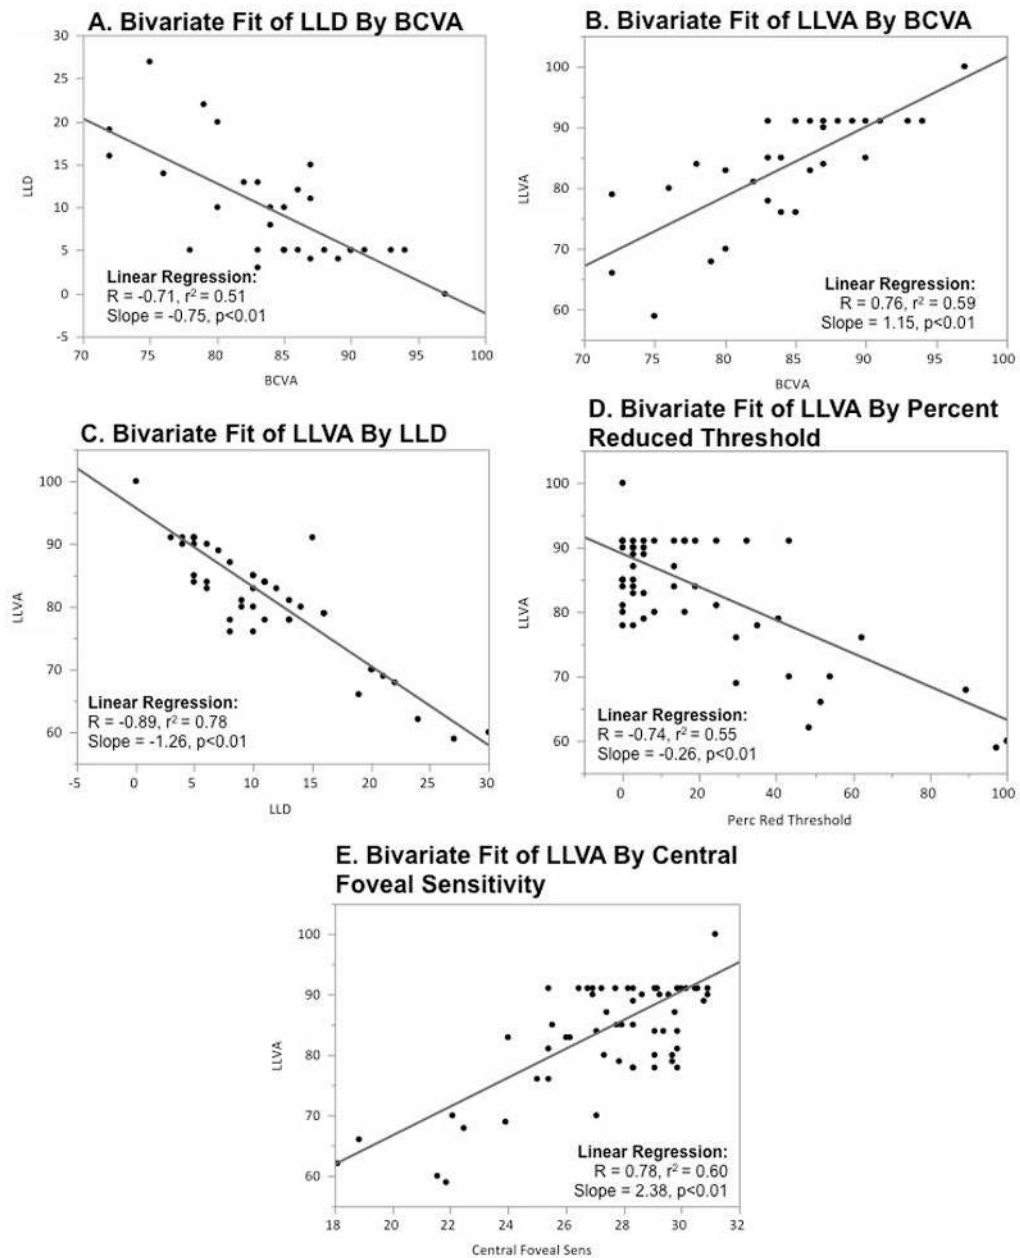 A. Bivariate Fit of LLD By BCVA
30
25
20
15
10
5
0
-5
LLD
Linear Regression:
R = -0.71, r² = 0.51
Slope = -0.75, p<0.01
70 75 80 85 90 95 100
BCVA
B. Bivariate Fit of LLVA By BCVA
100
90
80
70
60
LLVA
Linear Regression:
R = 0.76, r² = 0.59
Slope = 1.15, p<0.01
70 75 80 85 90 95 100
BCVA
C. Bivariate Fit of LLVA By LLD
100
90
80
70
60
LLVA
Linear Regression:
R = -0.89, r² = 0.78
Slope = -1.26, p<0.01
-5 0 5 10 15 20 25 30
LLD
D. Bivariate Fit of LLVA By Percent
Reduced Threshold
100
90
80
70
60
LLVA
Linear Regression:
R = -0.74, r² = 0.55
Slope = -0.26, p<0.01
0 20 40 60 80 100
Perc Red Threshold
E. Bivariate Fit of LLVA By Central
Foveal Sensitivity
100
90
80
70
60
LLVA
Linear Regression:
R = 0.78, r² = 0.60
Slope = 2.38, p<0.01
18 20 22 24 26 28 30 32
Central Foveal Sens